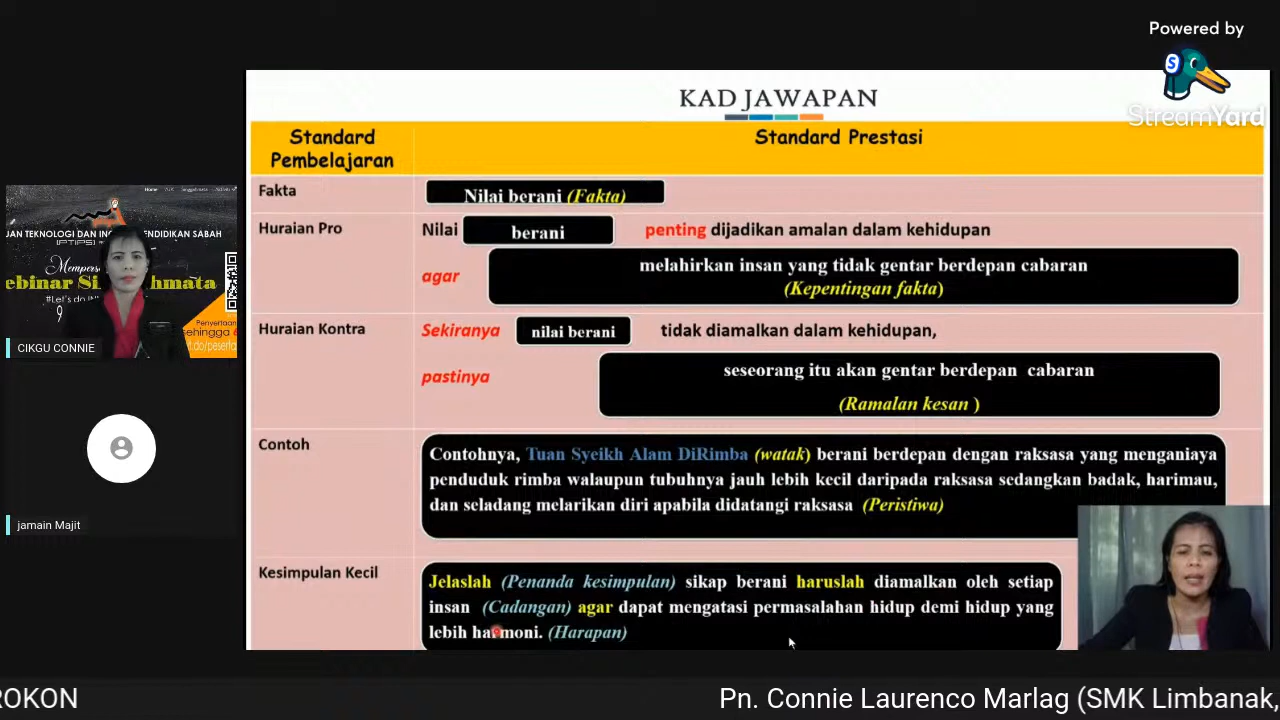 Powered by
StreamYard
KAD JAWAPAN
Standard Pembelajaran
Standard Prestasi
Fakta
Nilai berani (Fakta)
Huraian Pro
Nilai berani penting dijadikan amalan dalam kehidupan
agar melahirkan insan yang tidak gentar berdepan cabaran
(Kepentingan fakta)
Huraian Kontra
Sekiranya nilai berani tidak diamalkan dalam kehidupan,
pastinya seseorang itu akan gentar berdepan cabaran
(Ramalan kesan )
Contoh
Contohnya, Tuan Syeikh Alam DiRimba (watak) berani berdepan dengan raksasa yang menganiaya
penduduk rimba walaupun tubuhnya jauh lebih kecil daripada raksasa sedangkan badak, harimau,
dan seladang melarikan diri apabila didatangi raksasa (Peristiwa)
Kesimpulan Kecil
Jelaslah (Penanda kesimpulan) sikap berani haruslah diamalkan oleh setiap
insan (Cadangan) agar dapat mengatasi permasalahan hidup demi hidup yang
lebih harmoni. (Harapan)
CIKGU CONNIE
jamain Majit
ROKON
Pn. Connie Laurenco Marlag (SMK Limbanak,